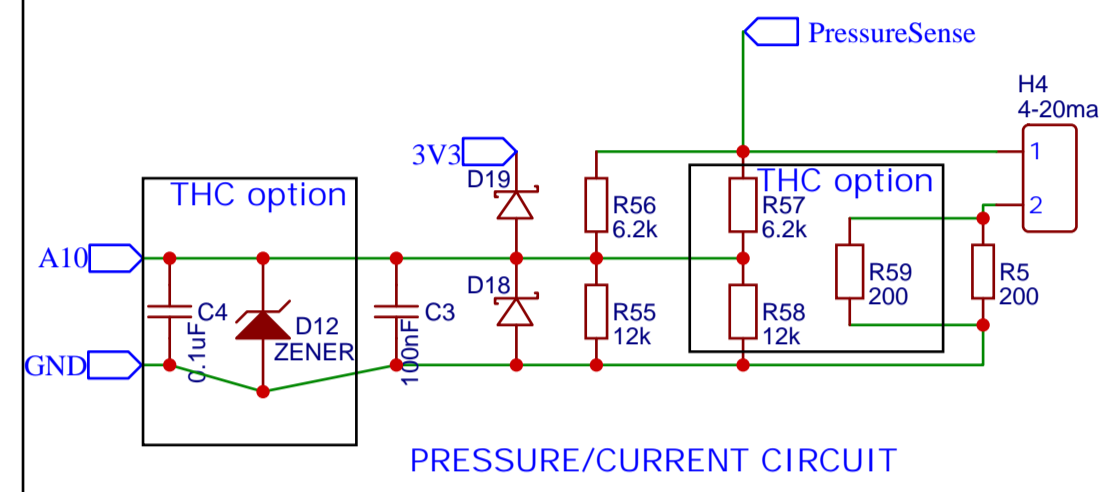 PressureSense
H4
4-20ma
1
2
3V3
D19
THC option
THC option
R56
6.2k
R57
6.2k
A10
R59
200
R5
200
D18
C4
0.1uF
D12
ZENER
C3
100nF
R55
12k
R58
12k
GND
PRESSURE/CURRENT CIRCUIT